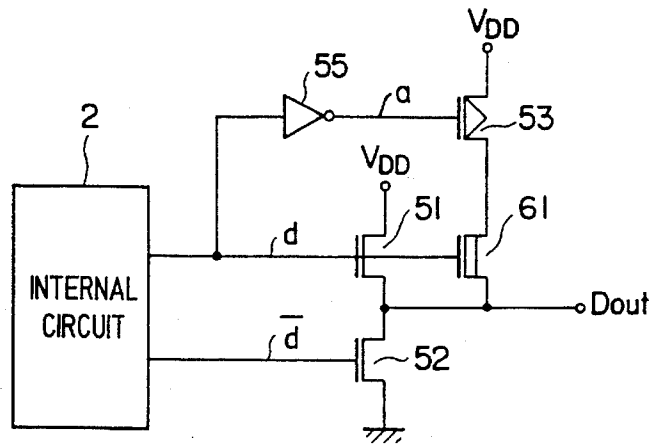 VDD
55
a
53
2
VDD
51
61
d
INTERNAL
CIRCUIT
Dout
d̅
52